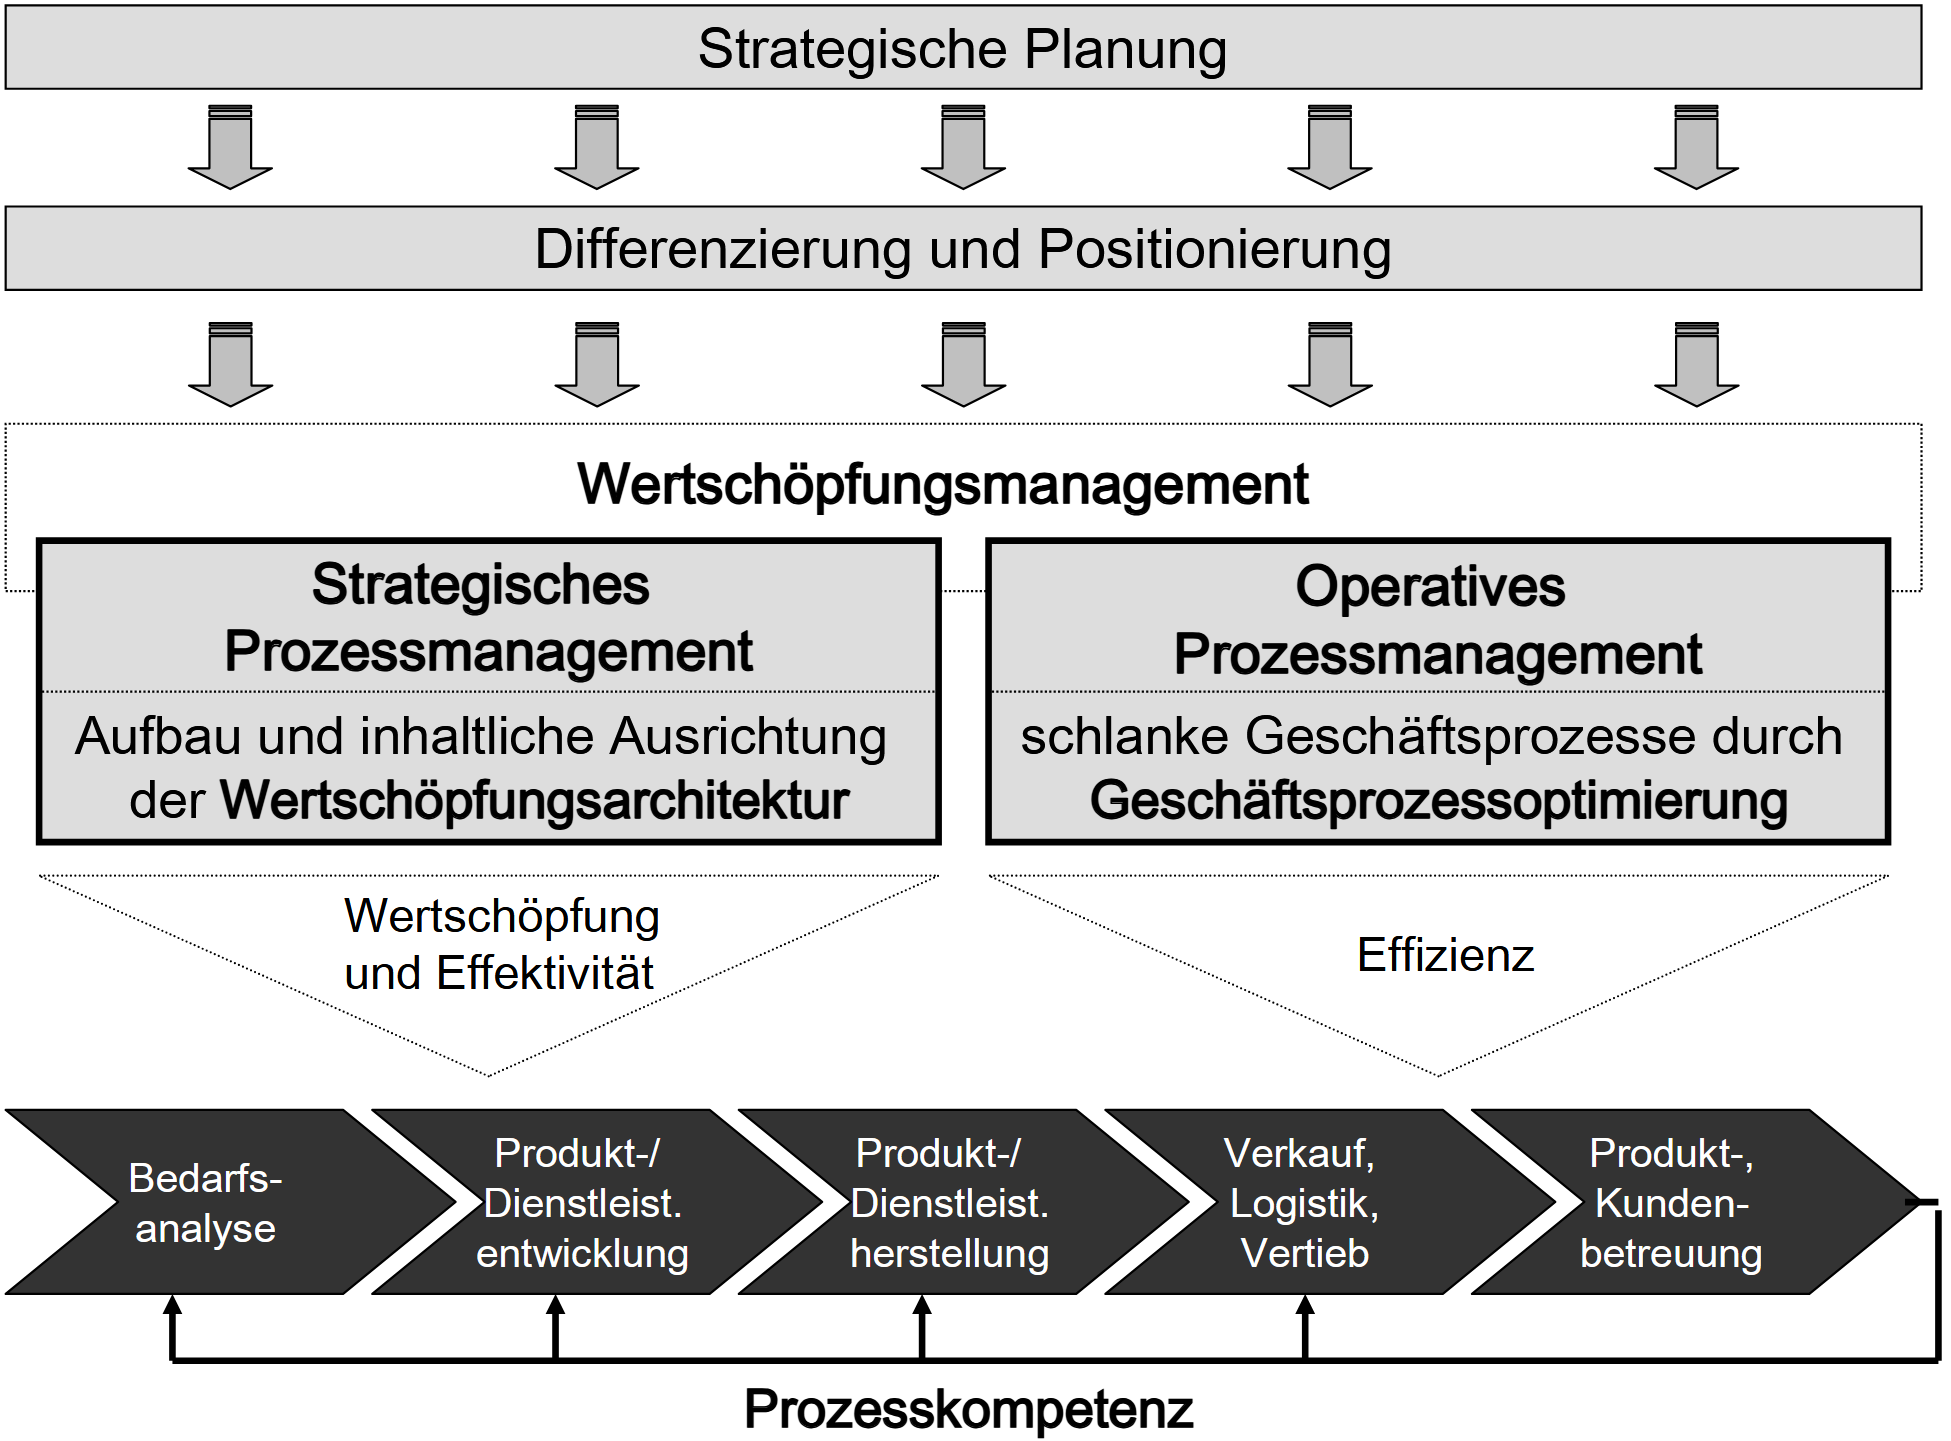 Strategische Planung
Differenzierung und Positionierung
Wertschöpfungsmanagement
Strategisches
Prozessmanagement
Aufbau und inhaltliche Ausrichtung
der Wertschöpfungsarchitektur
Operatives
Prozessmanagement
schlanke Geschäftsprozesse durch
Geschäftsprozessoptimierung
Wertschöpfung
und Effektivität
Effizienz
Bedarfs-
analyse
Produkt-/
Dienstleist.
entwicklung
Produkt-/
Dienstleist.
herstellung
Verkauf,
Logistik,
Vertieb
Produkt-,
Kunden-
betreuung
Prozesskompetenz